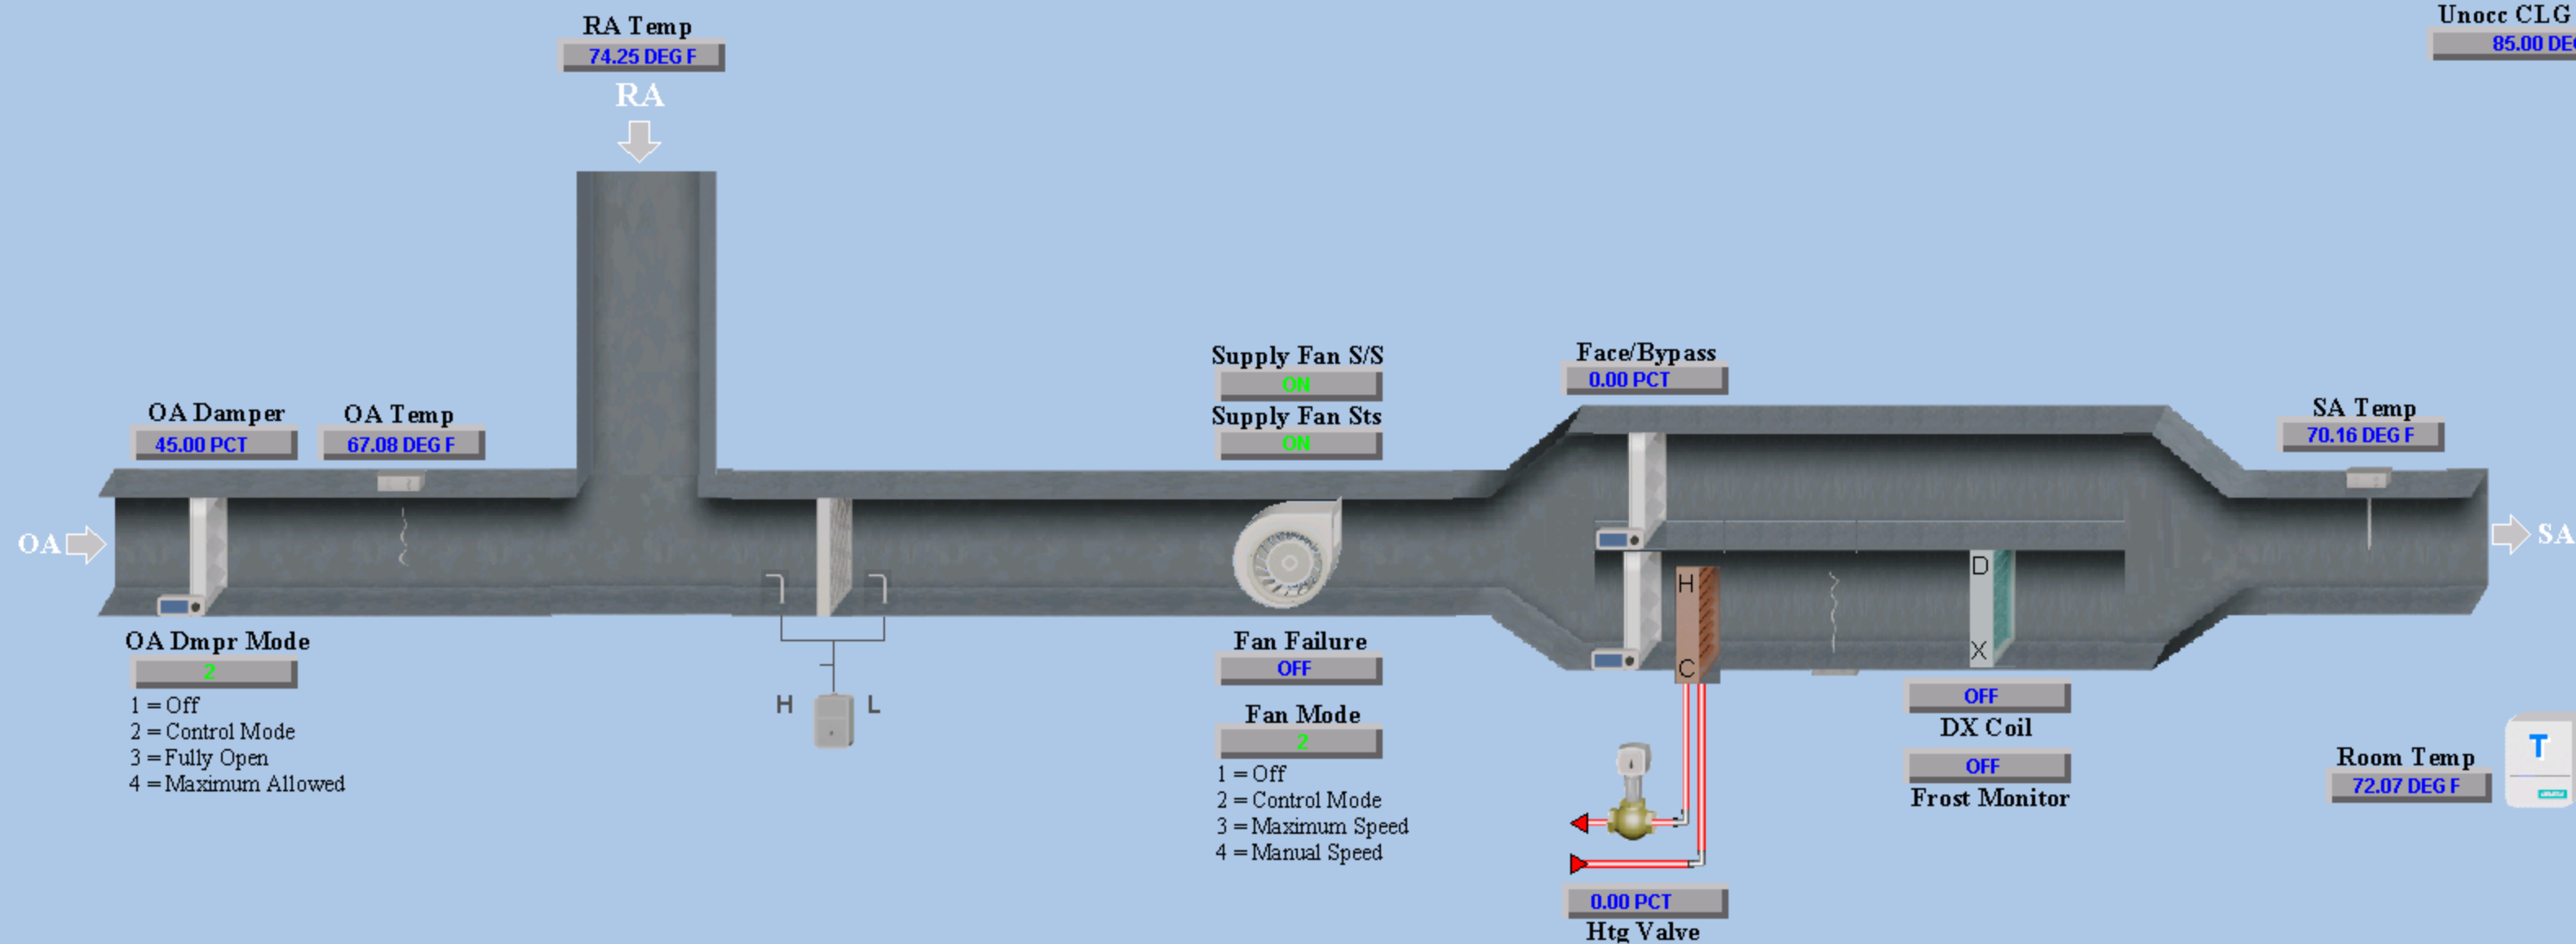 RA Temp
74.25 DEG F
RA
Unocc CLG
85.00
OA Damper
45.00 PCT
OA Temp
67.08 DEG F
OA
OA Dmpr Mode
2
1 = Off
2 = Control Mode
3 = Fully Open
4 = Maximum Allowed
H
L
Supply Fan S/S
ON
Supply Fan Sts
ON
Fan Failure
OFF
Fan Mode
2
1 = Off
2 = Control Mode
3 = Maximum Speed
4 = Manual Speed
Face/Bypass
0.00 PCT
H
C
D
X
OFF
DX Coil
OFF
Frost Monitor
0.00 PCT
Htg Valve
SA Temp
70.16 DEG F
SA
Room Temp
72.07 DEG F
T